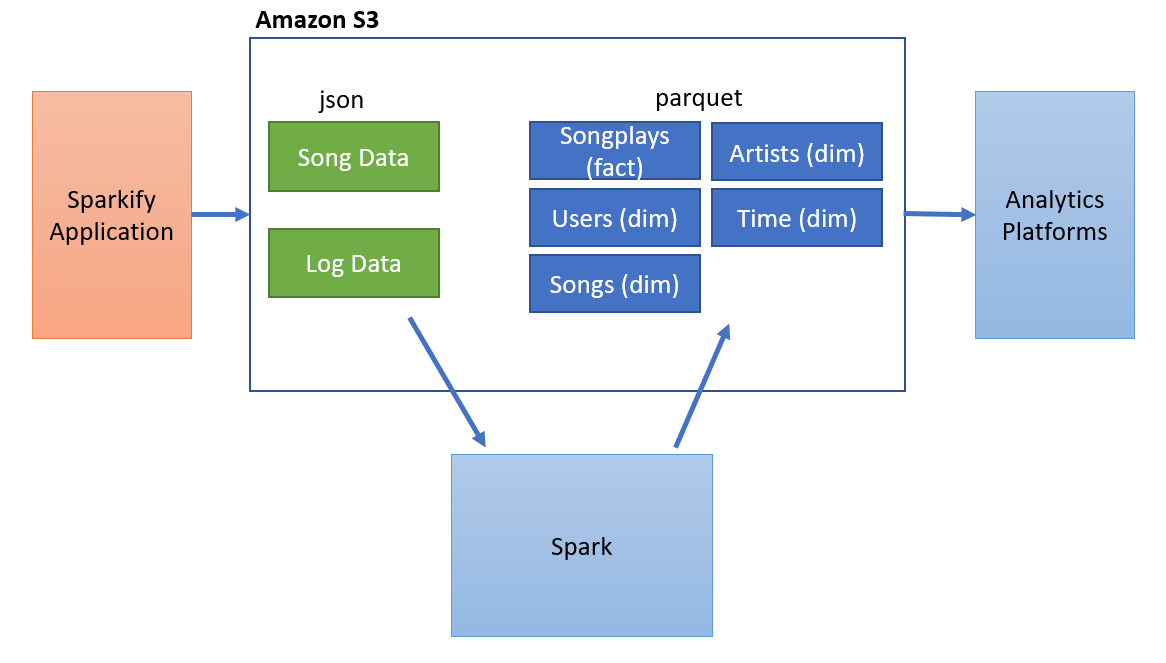 Amazon S3
json
parquet
Song Data
Log Data
Songplays
(fact)
Artists (dim)
Users (dim)
Time (dim)
Songs (dim)
Sparkify
Application
Analytics
Platforms
Spark